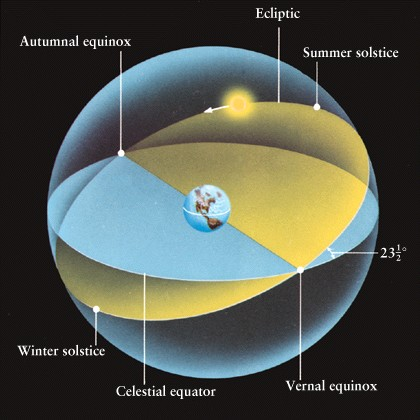 Ecliptic
Autumnal equinox
Summer solstice
23½°
Winter solstice
Celestial equator
Vernal equinox